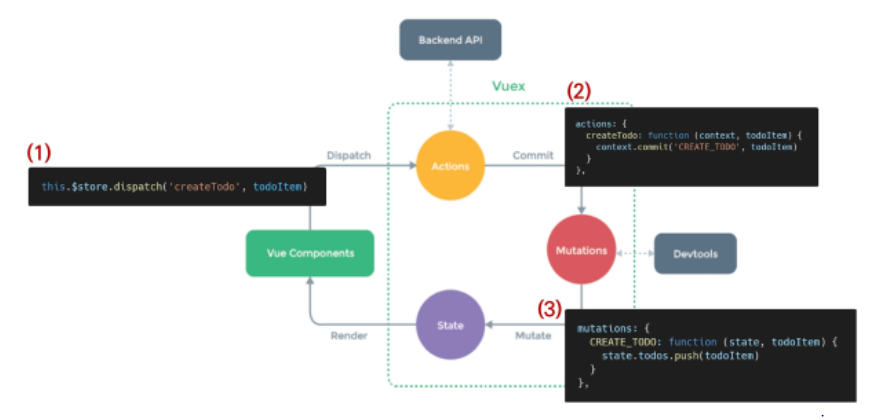 Backend API
Vuex
(2)
actions: {
createTodo: function (context, todoItem) {
context.commit('CREATE_TODO', todoItem)
}
},
(1)
Dispatch
Actions
Commit
this.$store.dispatch('createTodo', todoItem)
Vue Components
Mutations
Devtools
(3)
State
Render
Mutate
mutations: {
CREATE_TODO: function (state, todoItem) {
state.todos.push(todoItem)
}
},